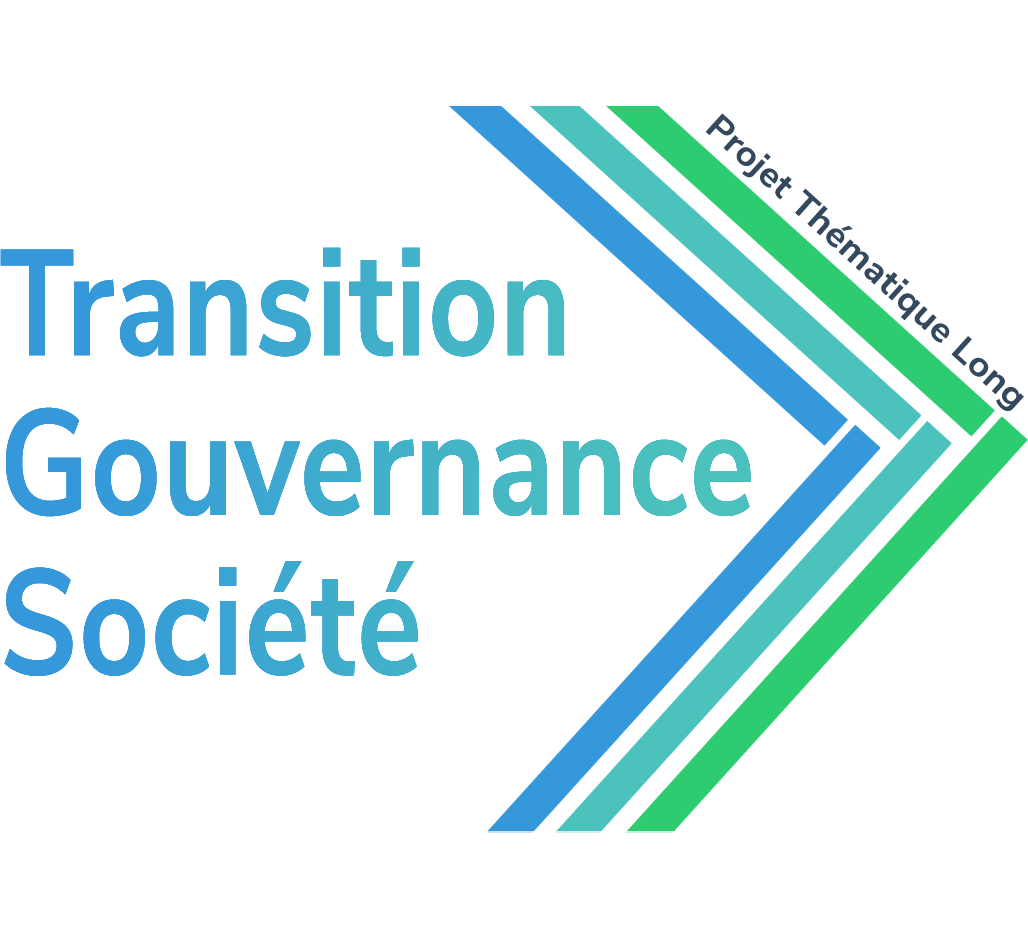 Transition
Gouvernance
Société
Projet Thématique Long